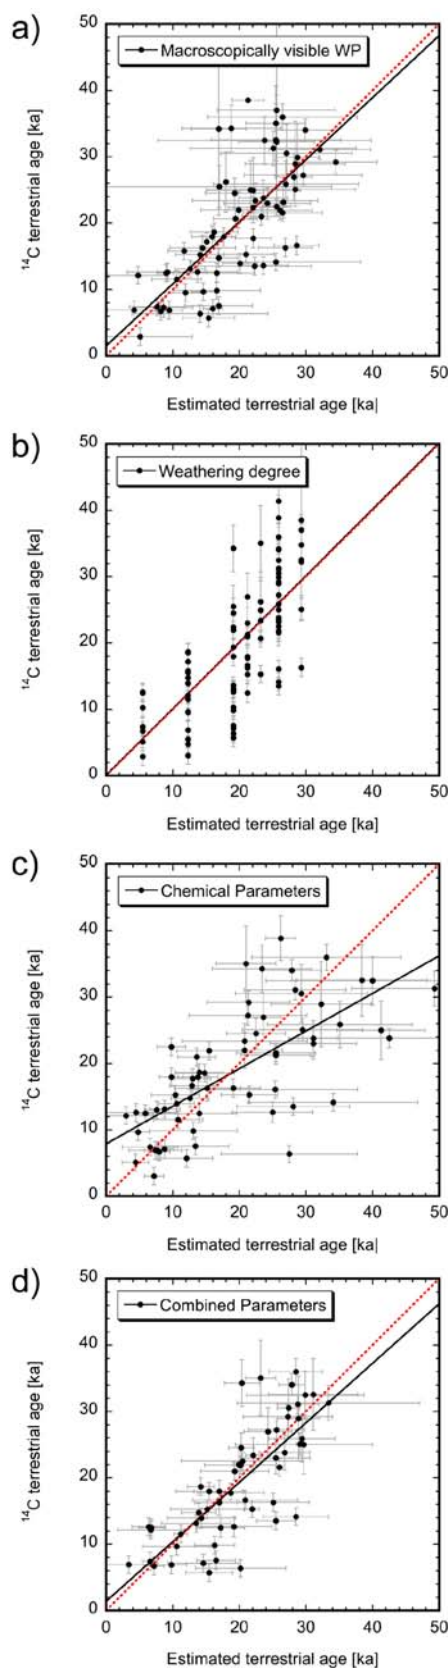 a)
50
Macroscopically visible WP
40
30
20
10
0
¹⁴C terrestrial age [ka]
0 10 20 30 40 50
Estimated terrestrial age [ka]
b)
50
Weathering degree
40
30
20
10
0
¹⁴C terrestrial age [ka]
0 10 20 30 40 50
Estimated terrestrial age [ka]
c)
50
Chemical Parameters
40
30
20
10
0
¹⁴C terrestrial age [ka]
0 10 20 30 40 50
Estimated terrestrial age [ka]
d)
50
Combined Parameters
40
30
20
10
0
¹⁴C terrestrial age [ka]
0 10 20 30 40 50
Estimated terrestrial age [ka]